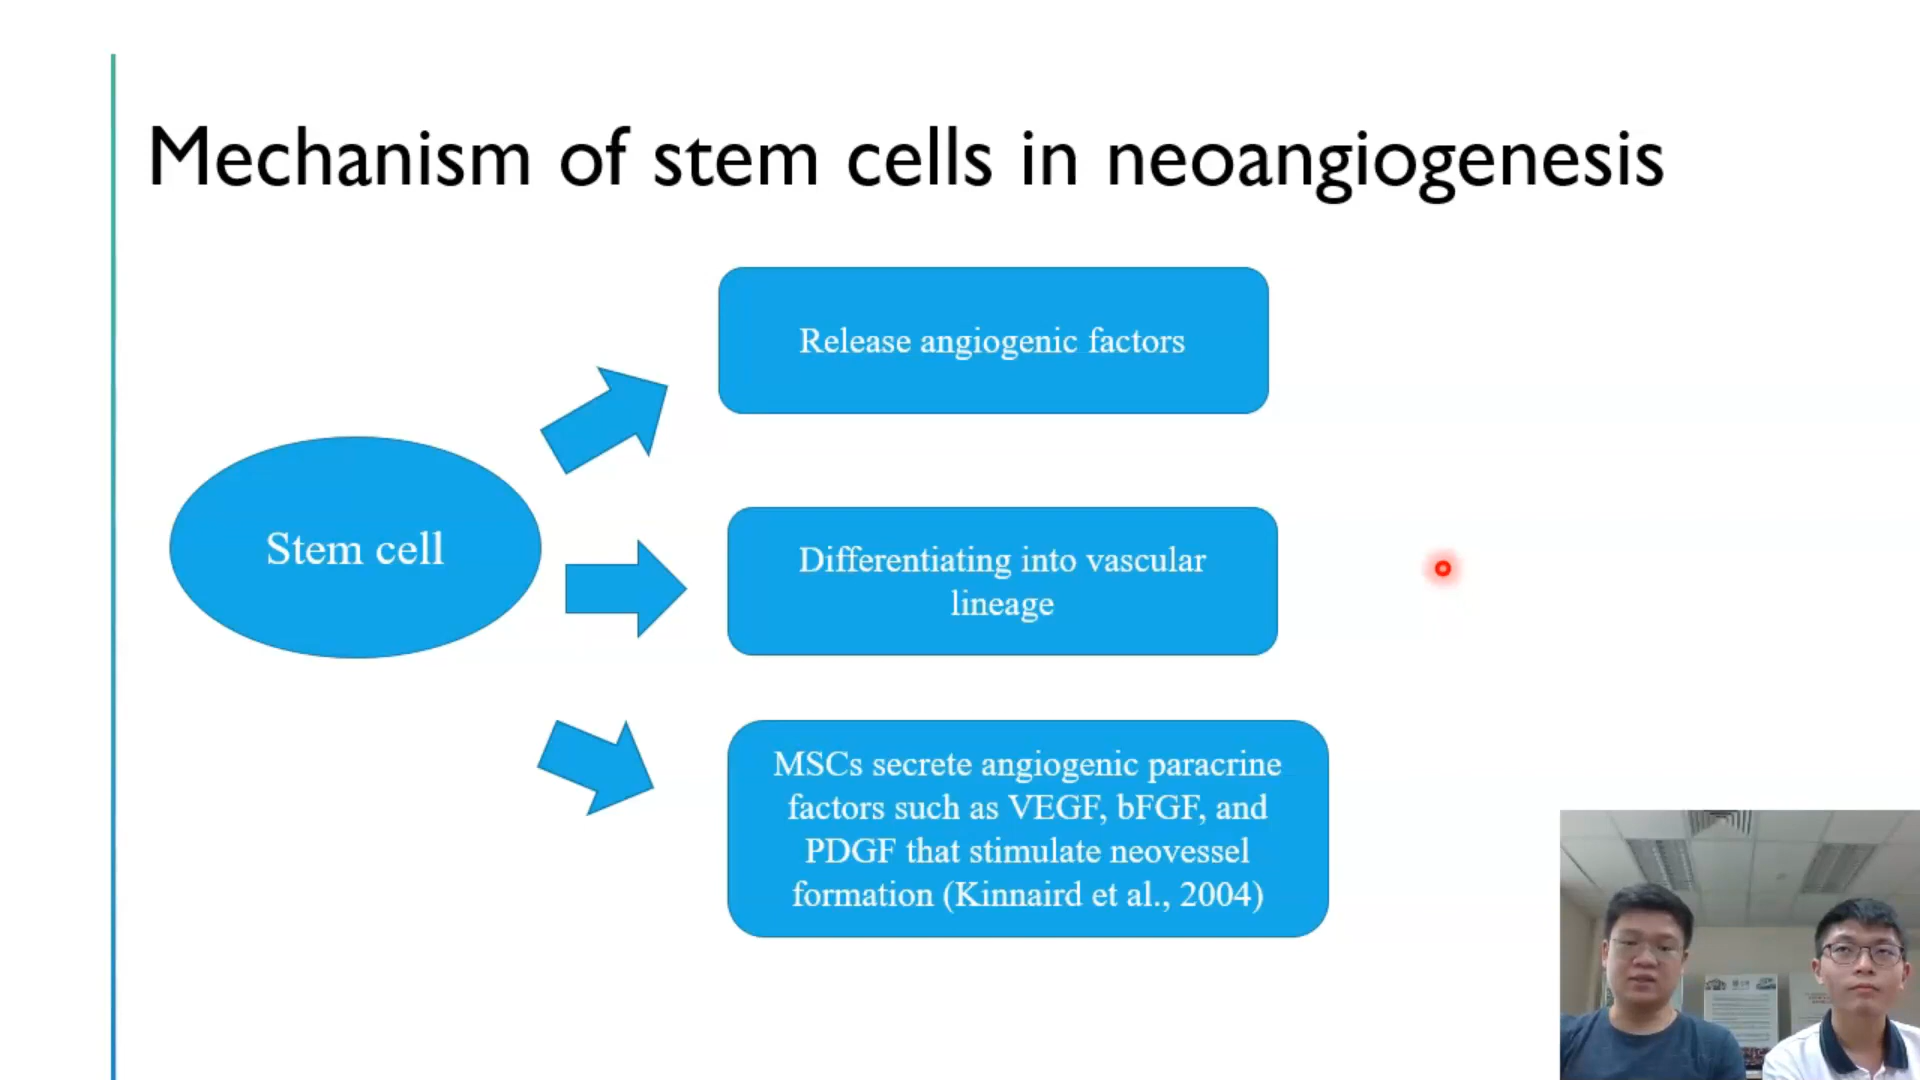 Mechanism of stem cells in neoangiogenesis
Release angiogenic factors
Stem cell
Differentiating into vascular
lineage
MSCs secrete angiogenic paracrine
factors such as VEGF, bFGF, and
PDGF that stimulate neovessel
formation (Kinnaird et al., 2004)